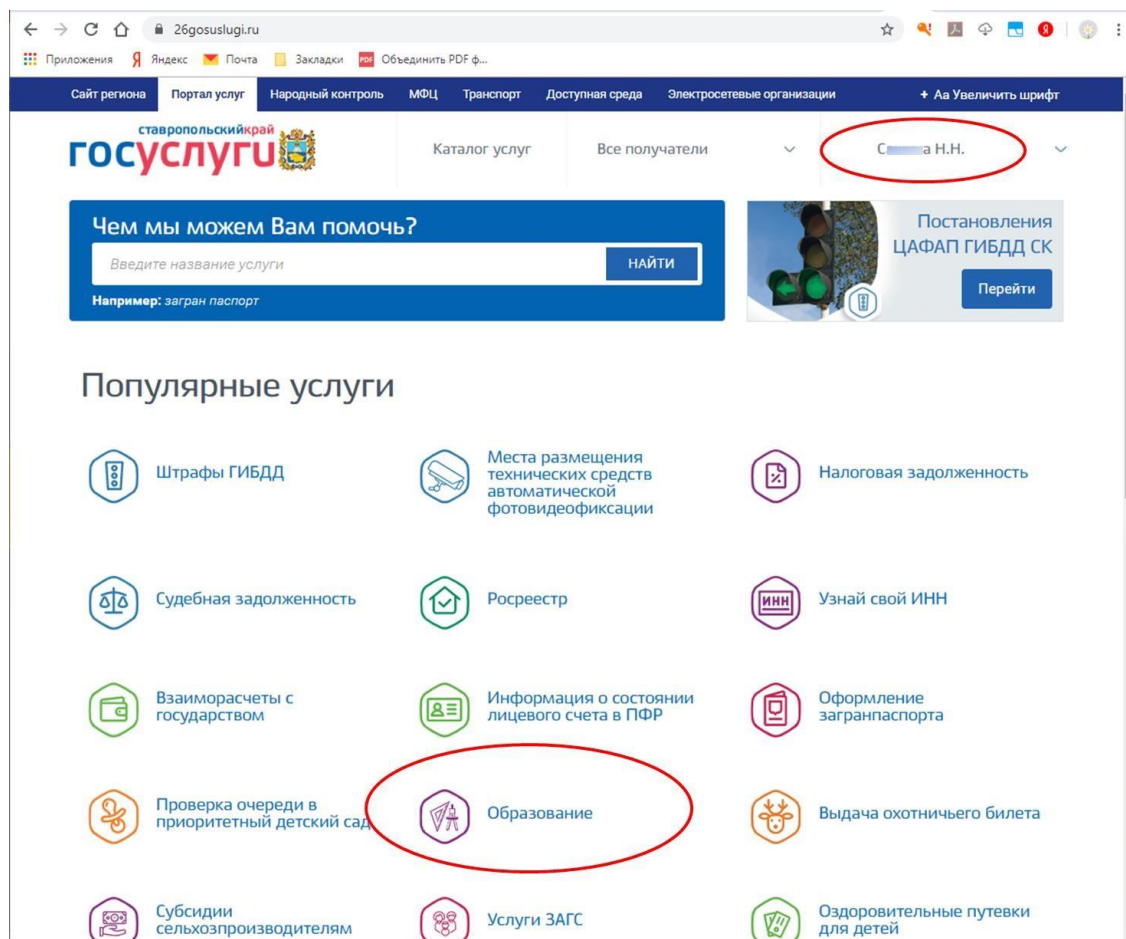 26gosuslugi.ru
Приложения Яндекс Почта Закладки PDF Объединить PDF ф...
Сайт региона Портал услуг Народный контроль МФЦ Транспорт Доступная среда Электросетевые организации + Аа Увеличить шрифт
ставропольскийкрай
госуслуги
Каталог услуг Все получатели Н.Н.
Чем мы можем Вам помочь?
Введите название услуги НАЙТИ
Например: загран паспорт
Постановления
ЦАФАП ГИБДД СК
Перейти
Популярные услуги
Штрафы ГИБДД
Места размещения
технических средств
автоматической
фотовидеофиксации
Налоговая задолженность
Судебная задолженность
Росреестр
ИНН
Узнай свой ИНН
Взаиморасчеты с
государством
Информация о состоянии
лицевого счета в ПФР
Оформление
загранпаспорта
Проверка очереди в
приоритетный детский сад
Образование
Выдача охотничьего билета
Субсидии
сельхозпроизводителям
Услуги ЗАГС
Оздоровительные путевки
для детей